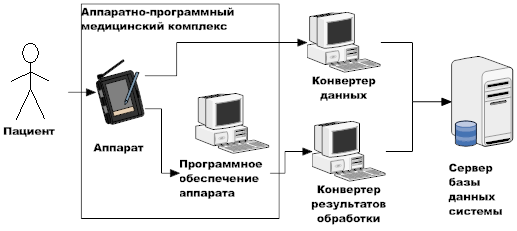 Аппаратно-программный
медицинский комплекс
Пациент
Аппарат
Программное
обеспечение
аппарата
Конвертер
данных
Конвертер
результатов
обработки
Сервер
базы
данных
системы